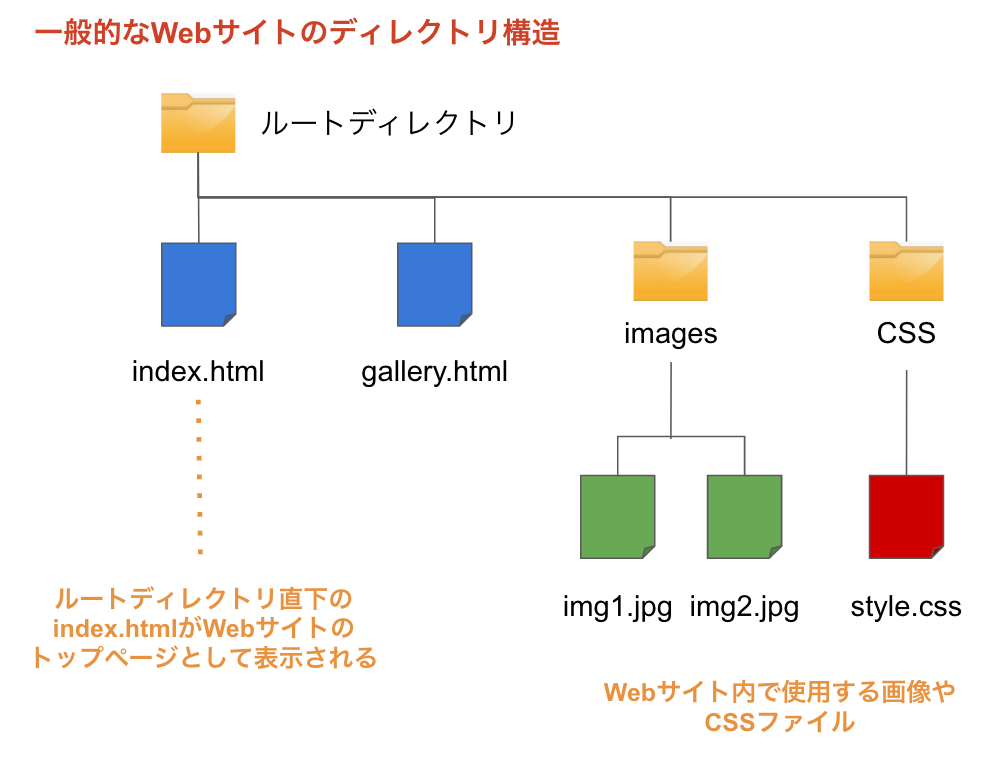 一般的なWebサイトのディレクトリ構造
ルートディレクトリ
index.html
gallery.html
images
CSS
img1.jpg
img2.jpg
style.css
ルートディレクトリ直下の
index.htmlがWebサイトの
トップページとして表示される
Webサイト内で使用する画像や
CSSファイル